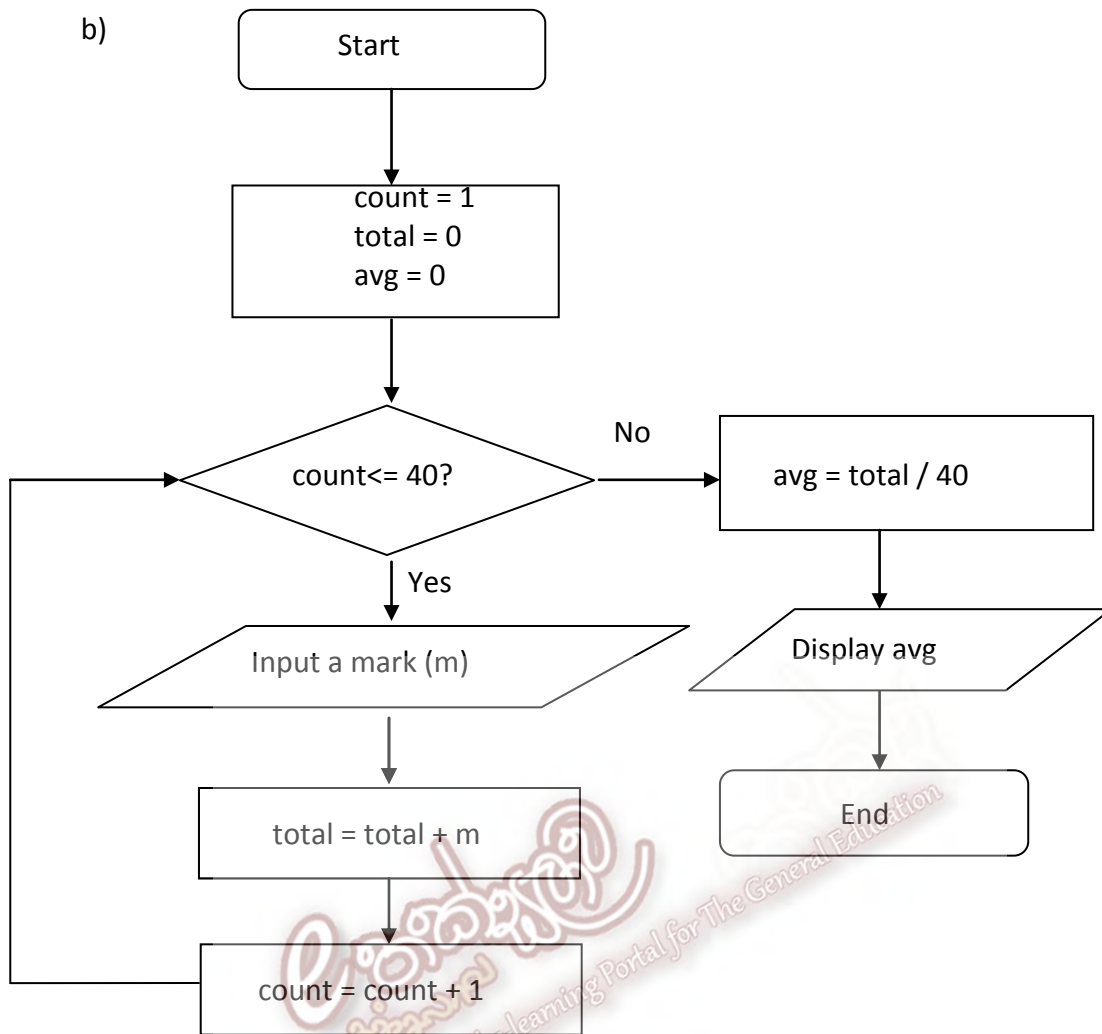 b)
Start
count = 1
total = 0
avg = 0
count<= 40?
No
avg = total / 40
Yes
Display avg
Input a mark (m)
End
total = total + m
count = count + 1
learning Portal for The General Education